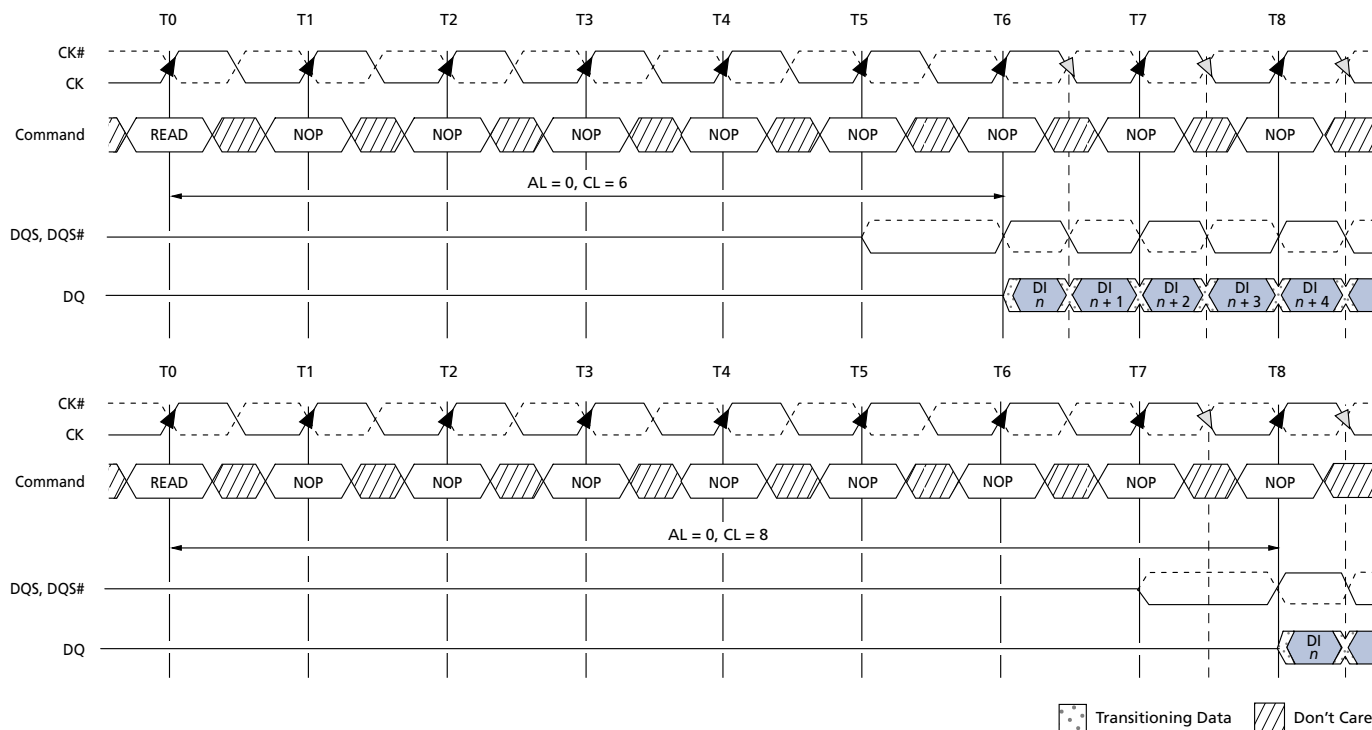 T0 T1 T2 T3 T4 T5 T6 T7 T8
CK#
CK
Command READ NOP NOP NOP NOP NOP NOP NOP NOP
AL = 0, CL = 6
DQS, DQS#
DQ DI n DI n + 1 DI n + 2 DI n + 3 DI n + 4
T0 T1 T2 T3 T4 T5 T6 T7 T8
CK#
CK
Command READ NOP NOP NOP NOP NOP NOP NOP NOP
AL = 0, CL = 8
DQS, DQS#
DQ DI n
Transitioning Data Don't Care